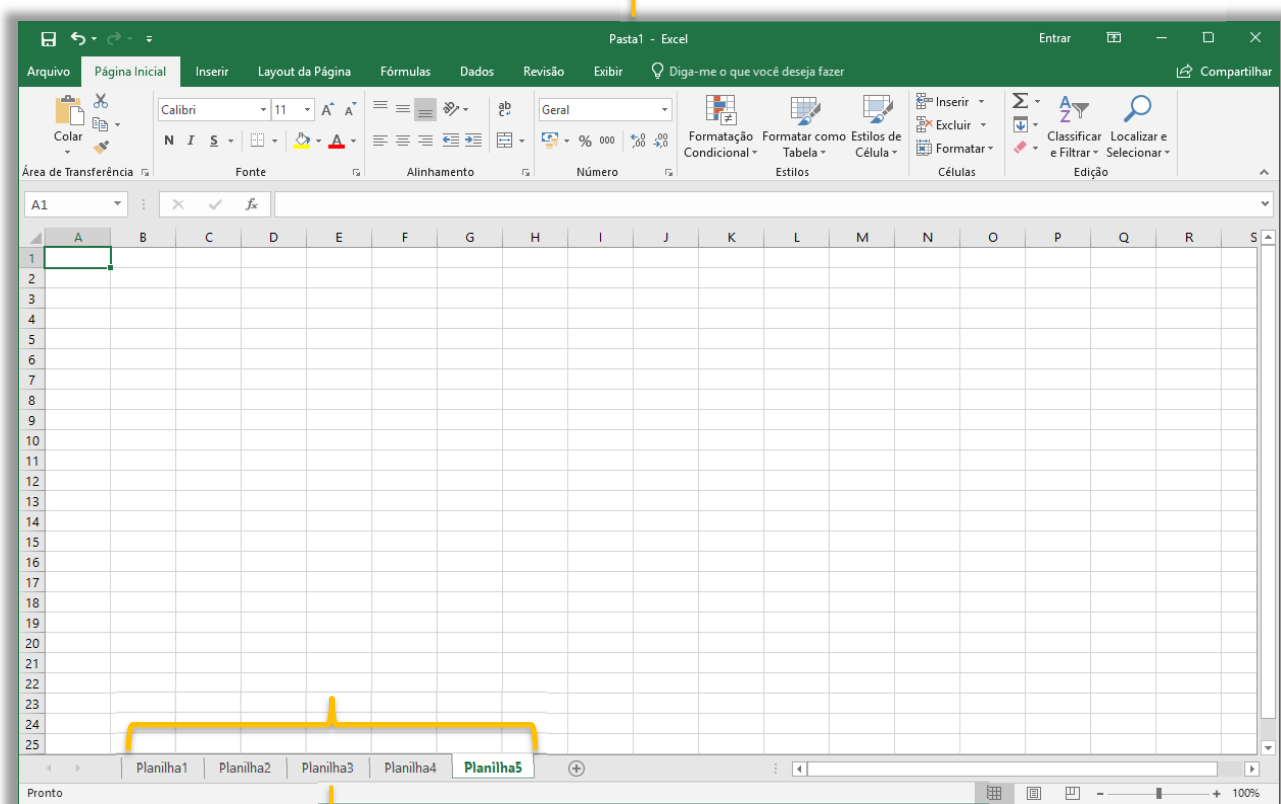 Pasta1 - Excel
Entrar
Arquivo Página Inicial Inserir Layout da Página Fórmulas Dados Revisão Exibir Diga-me o que você deseja fazer Compartilhar
Colar
Área de Transferência
Calibri 11 A A
N I S A
Fonte
ab
Alinhamento
Geral
% 000 ,00
Número
Formatação Condicional
Formatar como Tabela
Estilos de Célula
Estilos
Inserir
Excluir
Formatar
Células
Σ
Classificar e Filtrar
Localizar e Selecionar
Edição
A1 fx
A B C D E F G H I J K L M N O P Q R S
1
2
3
4
5
6
7
8
9
10
11
12
13
14
15
16
17
18
19
20
21
22
23
24
25
Planilha1 Planilha2 Planilha3 Planilha4 Planilha5
Pronto 100%